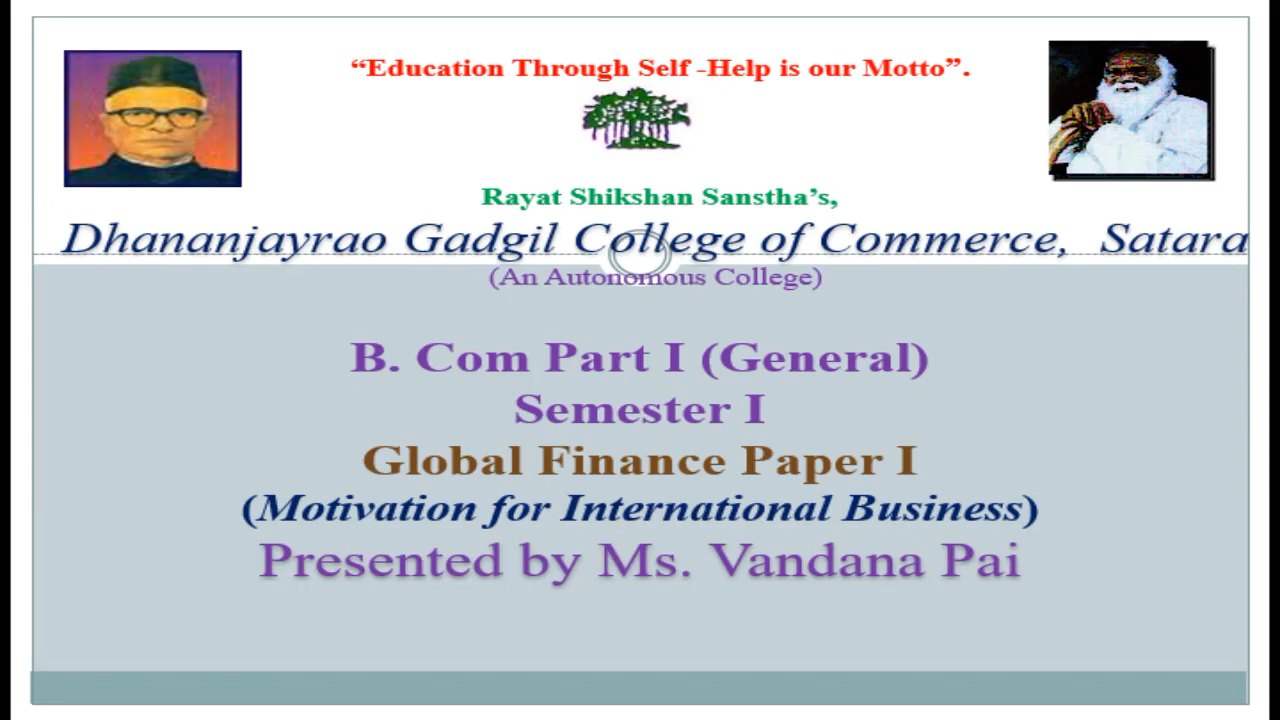 “Education Through Self -Help is our Motto”.
Rayat Shikshan Sanstha’s,
Dhananjayrao Gadgil College of Commerce, Satara
(An Autonomous College)
B. Com Part I (General)
Semester I
Global Finance Paper I
(Motivation for International Business)
Presented by Ms. Vandana Pai